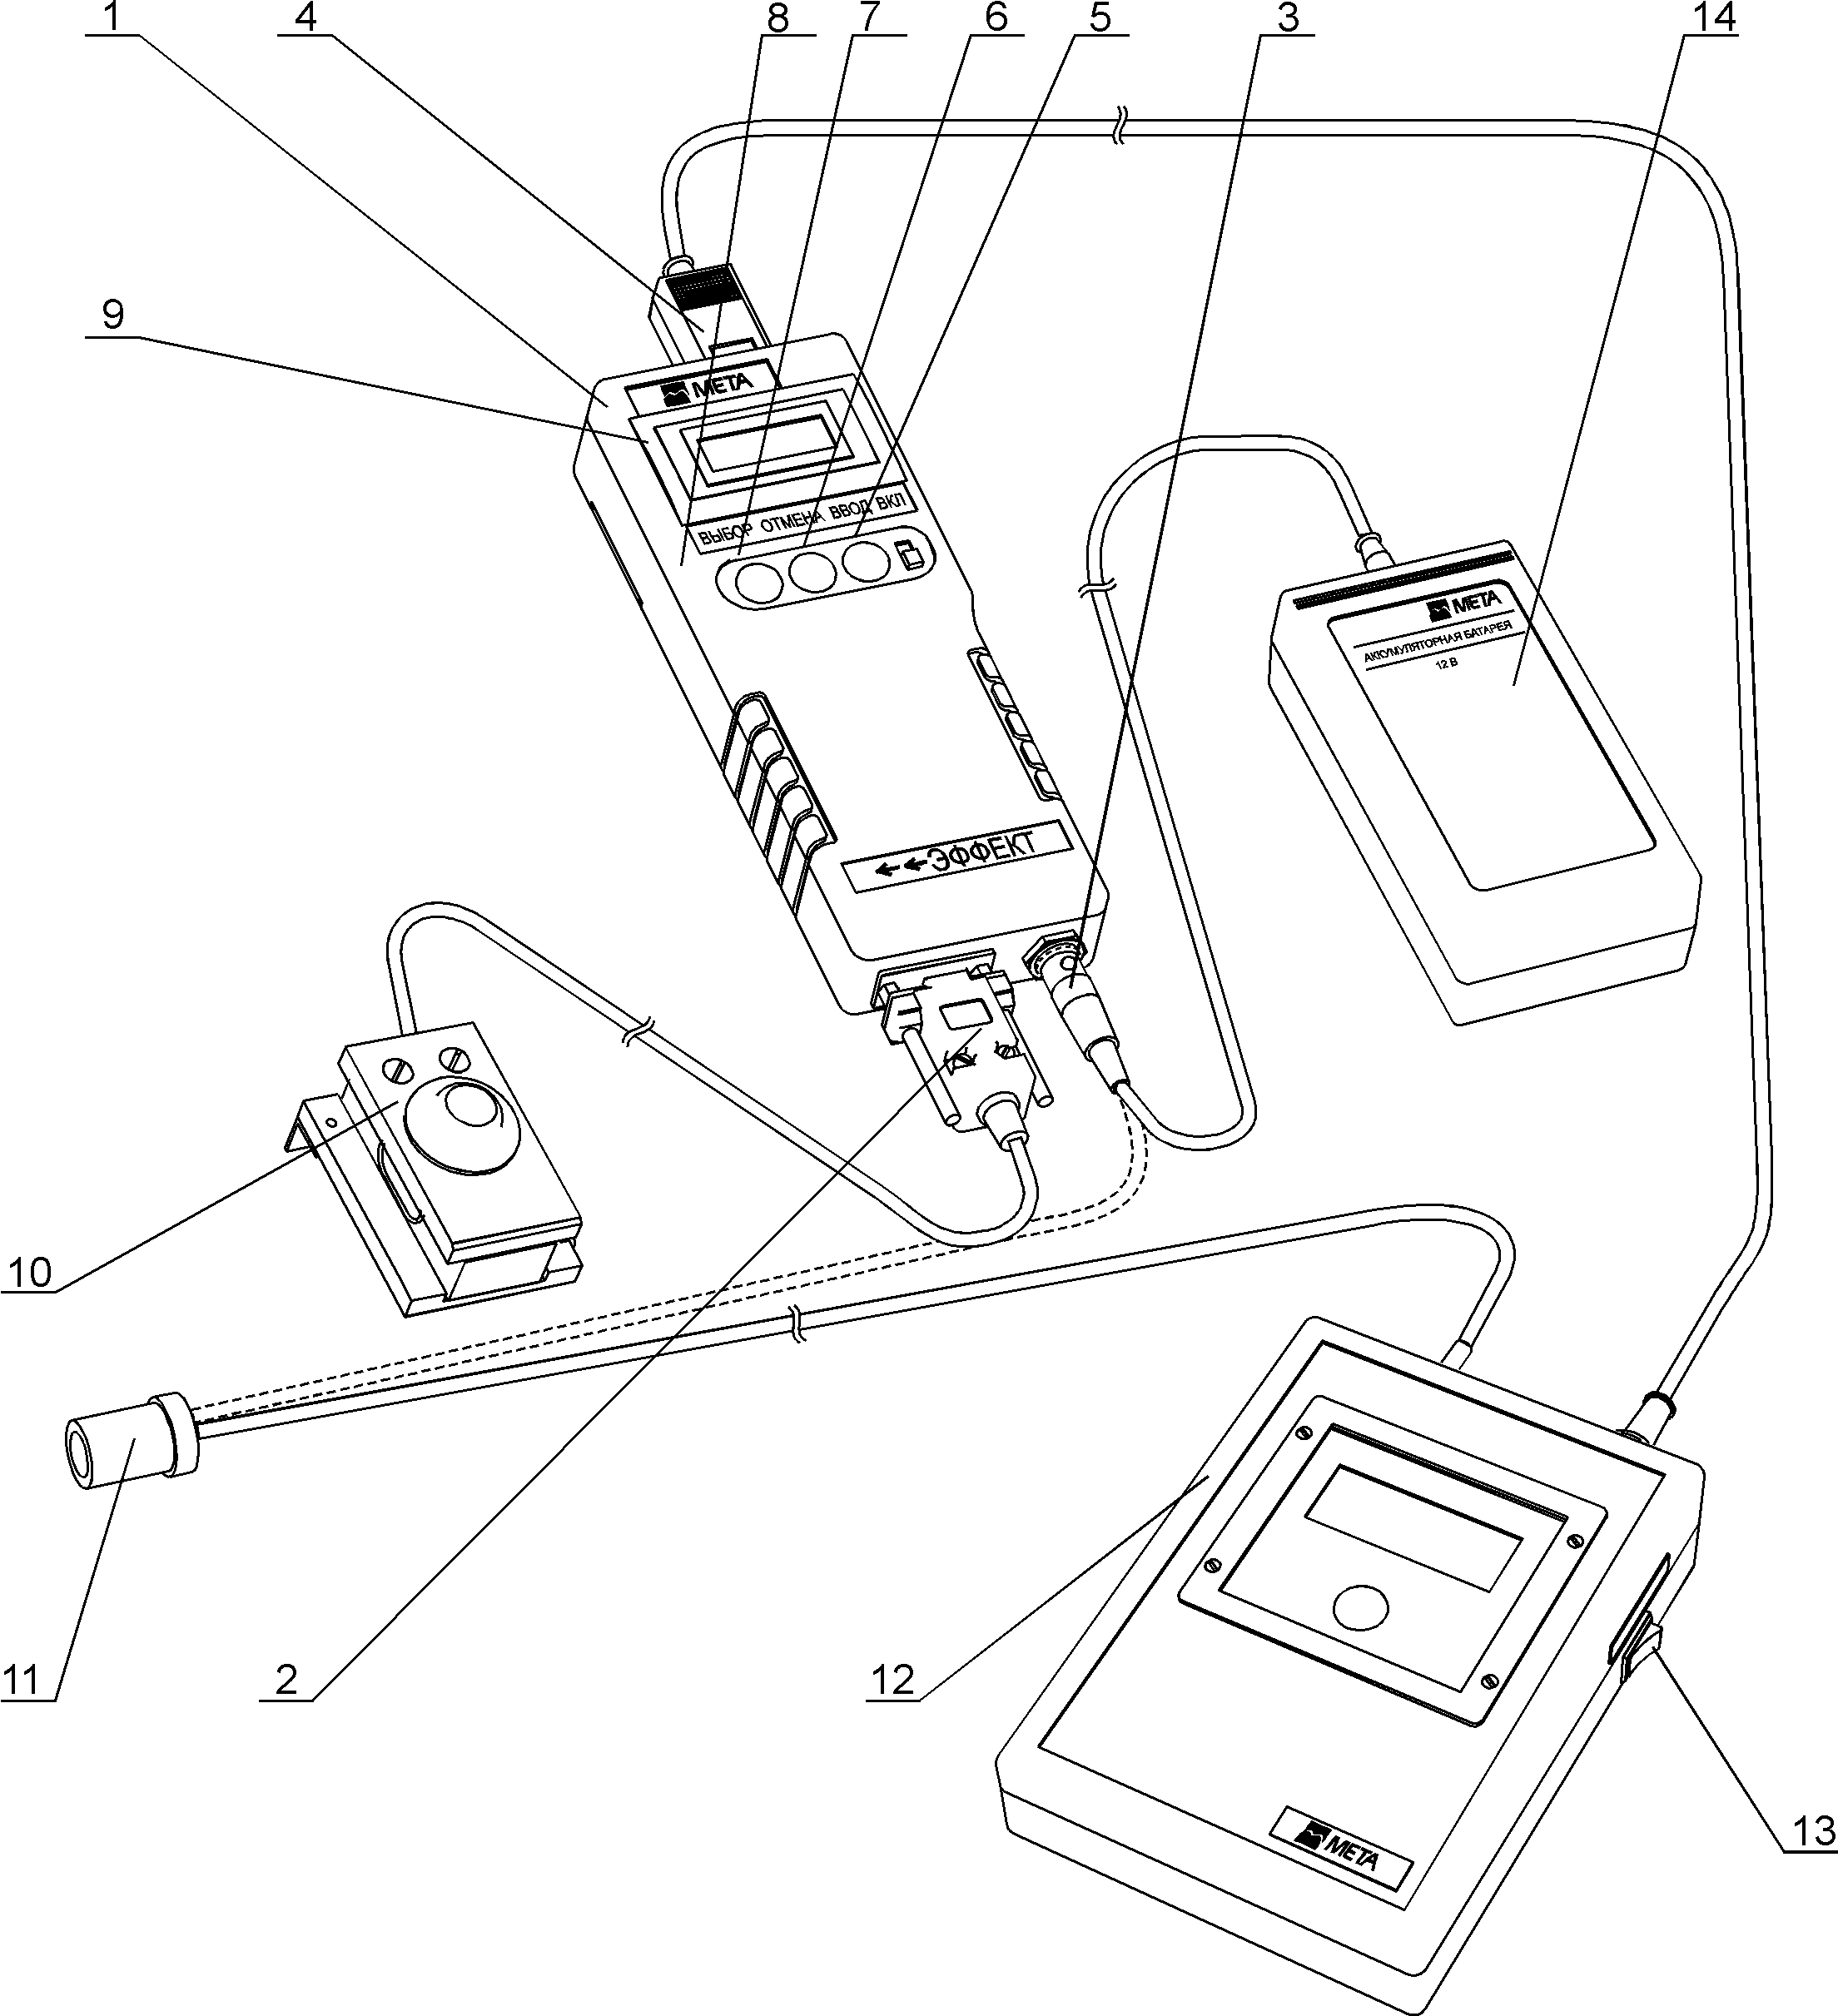 1 4 8 7 6 5 3 14
9
МЕТА
ВЫБОР ОТМЕНА ВВОД ВКЛ
МЕТА
АККУМУЛЯТОРНАЯ БАТАРЕЯ
12 В
ЭФФЕКТ
10
11 2 12
13
МЕТА